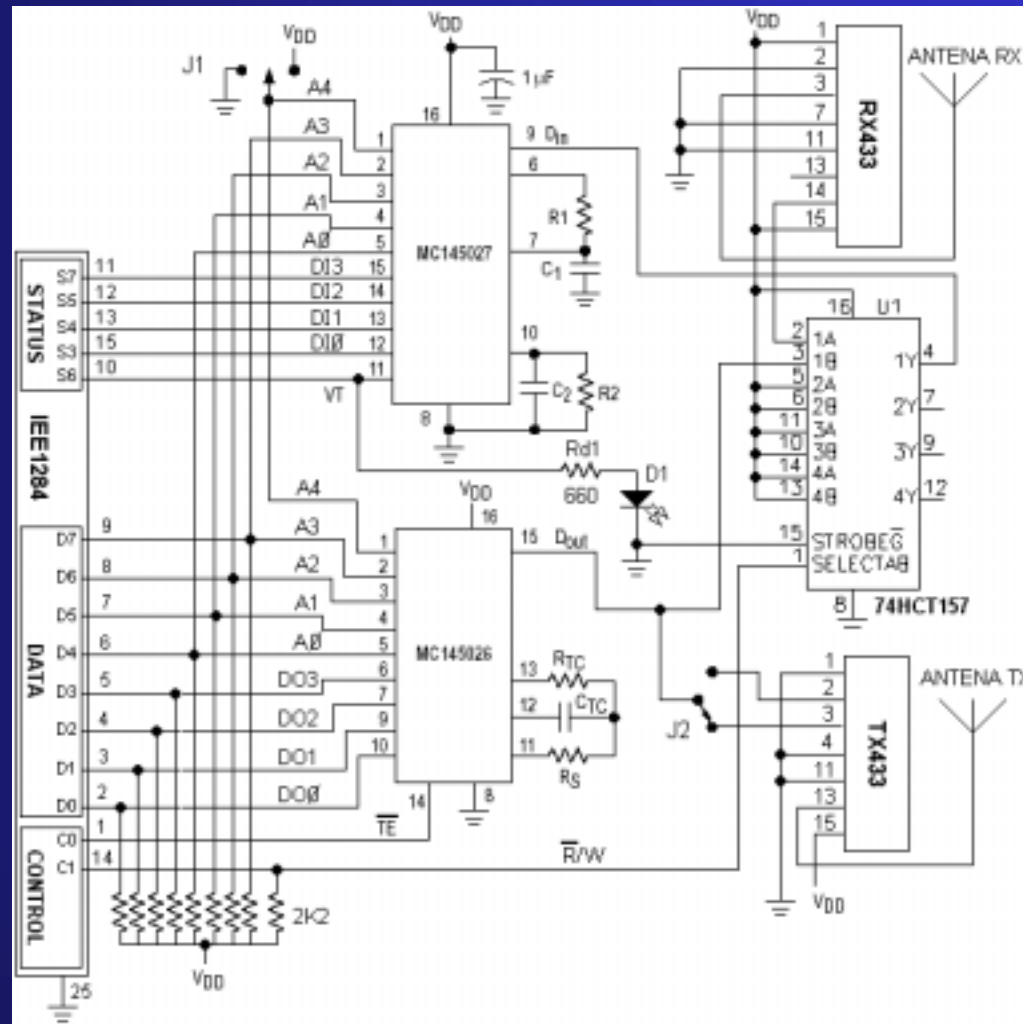 J1
VDD
VDD
1µF
A4
A3
A2
A1
AØ
DI3
DI2
DI1
DIØ
VT
16
1
2
3
4
5
15
14
13
12
11
MC145027
9 Din
6
7
10
8
R1
C1
C2
R2
Rd1
660
D1
VDD
1
2
3
7
11
13
14
15
RX433
ANTENA RX
16
U1
2 1A
3 1B
5 2A
6 2B
11 3A
10 3B
14 4A
13 4B
15 STROBEG̅
1 SELECTAB̅
1Y 4
2Y 7
3Y 9
4Y 12
8
74HCT157
STATUS
S7 11
S5 12
S4 13
S3 15
S6 10
IEE1284
DATA
D7 9
D6 8
D5 7
D4 6
D3 5
D2 4
D1 3
D0 2
CONTROL
C0 1
C1 14
25
A4
A3
A2
A1
AØ
DO3
DO2
DO1
DOØ
T̅E̅
R̅/W
VDD
16
1
2
3
4
5
6
7
9
10
14
8
MC145026
15 Dout
13
12
11
RTC
CTC
RS
J2
1
2
3
4
11
13
15
TX433
ANTENA TX
VDD
2K2
VDD